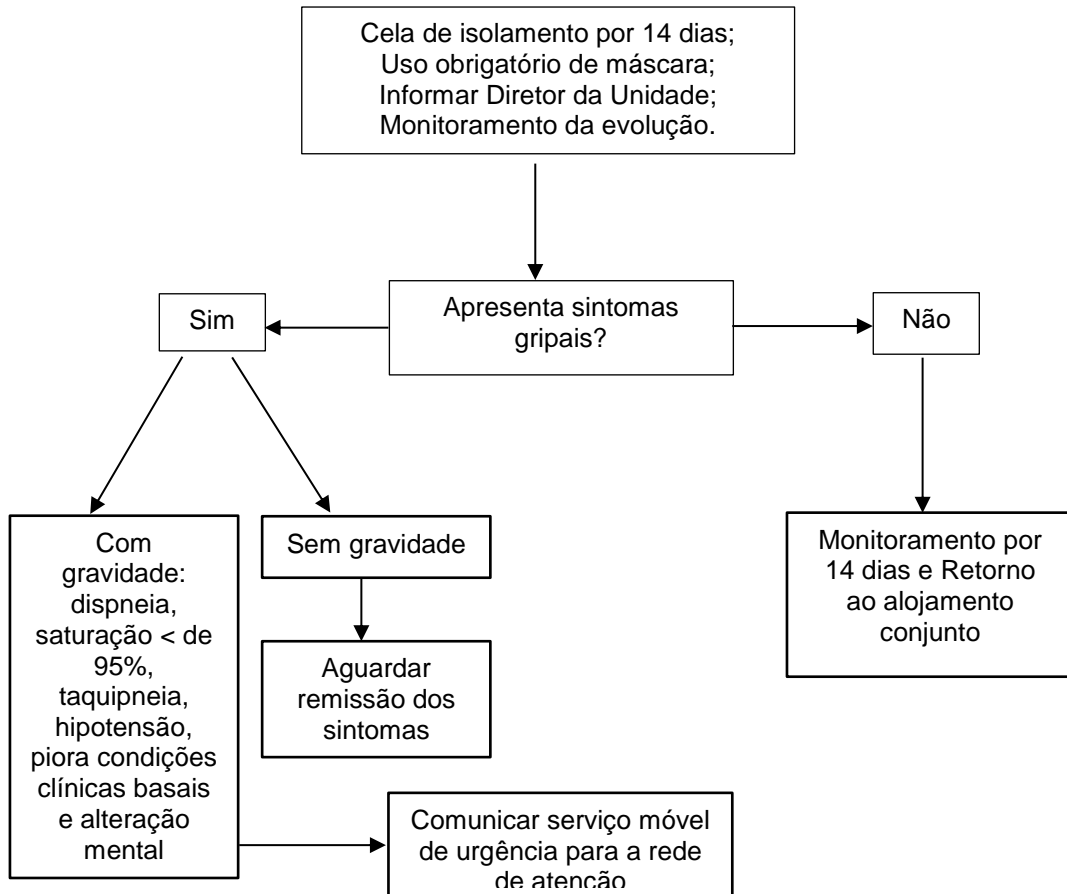 Cela de isolamento por 14 dias;
Uso obrigatório de máscara;
Informar Diretor da Unidade;
Monitoramento da evolução.
Sim
Apresenta sintomas
gripais?
Não
Com
gravidade:
dispneia,
saturação < de
95%,
taquipneia,
hipotensão,
piora condições
clínicas basais
e alteração
mental
Sem gravidade
Aguardar
remissão dos
sintomas
Monitoramento por
14 dias e Retorno
ao alojamento
conjunto
Comunicar serviço móvel
de urgência para a rede
de atenção